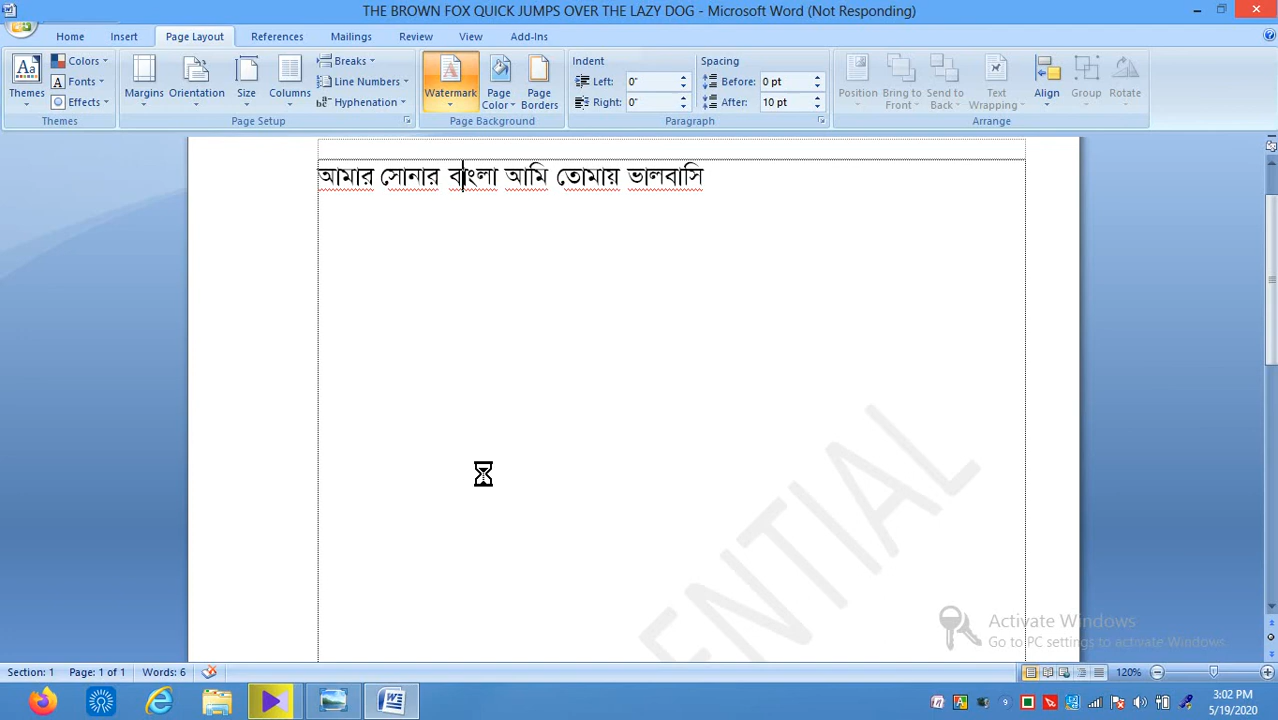 THE BROWN FOX QUICK JUMPS OVER THE LAZY DOG - Microsoft Word (Not Responding)
Home Insert Page Layout References Mailings Review View Add-Ins
Themes Colors Fonts Effects
Themes
Margins Orientation Size Columns Breaks Line Numbers Hyphenation
Page Setup
Watermark Page Color Page Borders
Page Background
Indent Left: 0" Right: 0"
Spacing Before: 0 pt After: 10 pt
Paragraph
Position Bring to Front Send to Back Text Wrapping Align Group Rotate
Arrange
আমার সোনার বাংলা আমি তোমায় ভালবাসি
ENTIAL
Activate Windows
Go to PC settings to activate Windows.
Section: 1 Page: 1 of 1 Words: 6 120%
3:02 PM
5/19/2020